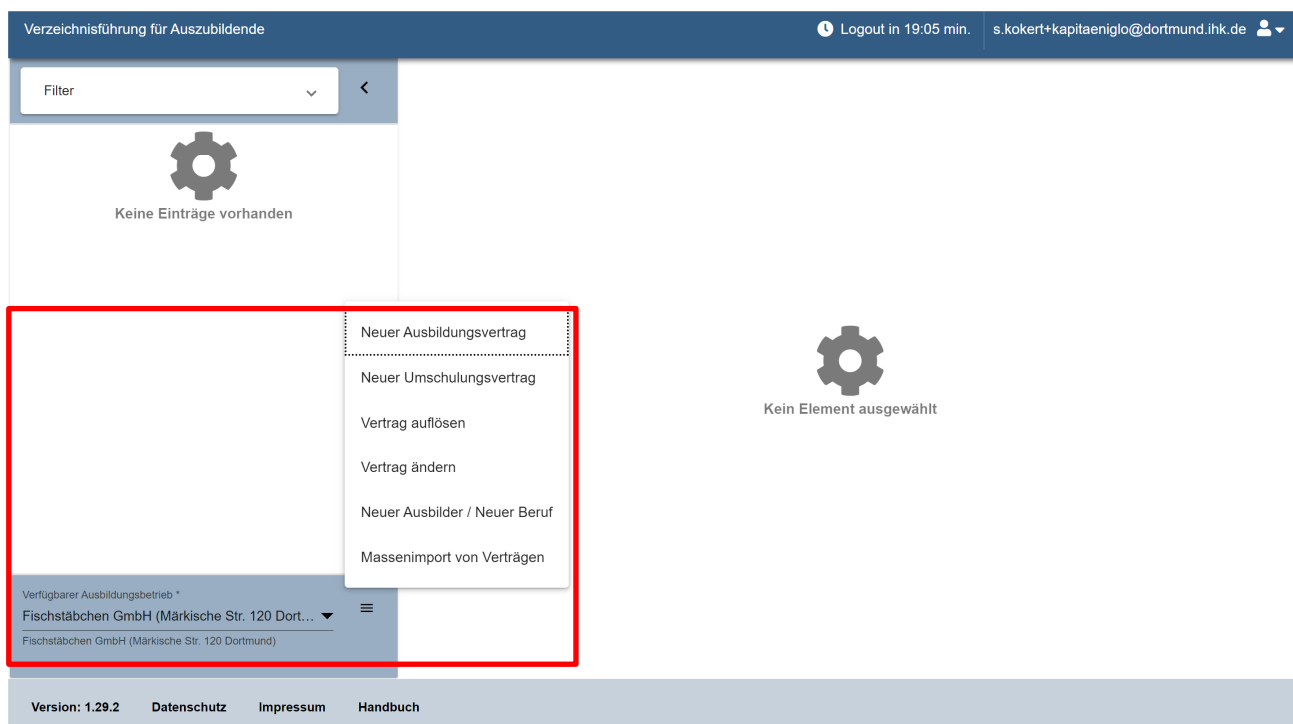 Verzeichnisführung für Auszubildende
Logout in 19:05 min.
s.kokert+kapitaeniglo@dortmund.ihk.de
Filter
Keine Einträge vorhanden
Neuer Ausbildungsvertrag
Neuer Umschulungsvertrag
Vertrag auflösen
Vertrag ändern
Neuer Ausbilder / Neuer Beruf
Massenimport von Verträgen
Kein Element ausgewählt
Verfügbarer Ausbildungsbetrieb *
Fischstäbchen GmbH (Märkische Str. 120 Dort...
Fischstäbchen GmbH (Märkische Str. 120 Dortmund)
Version: 1.29.2
Datenschutz
Impressum
Handbuch